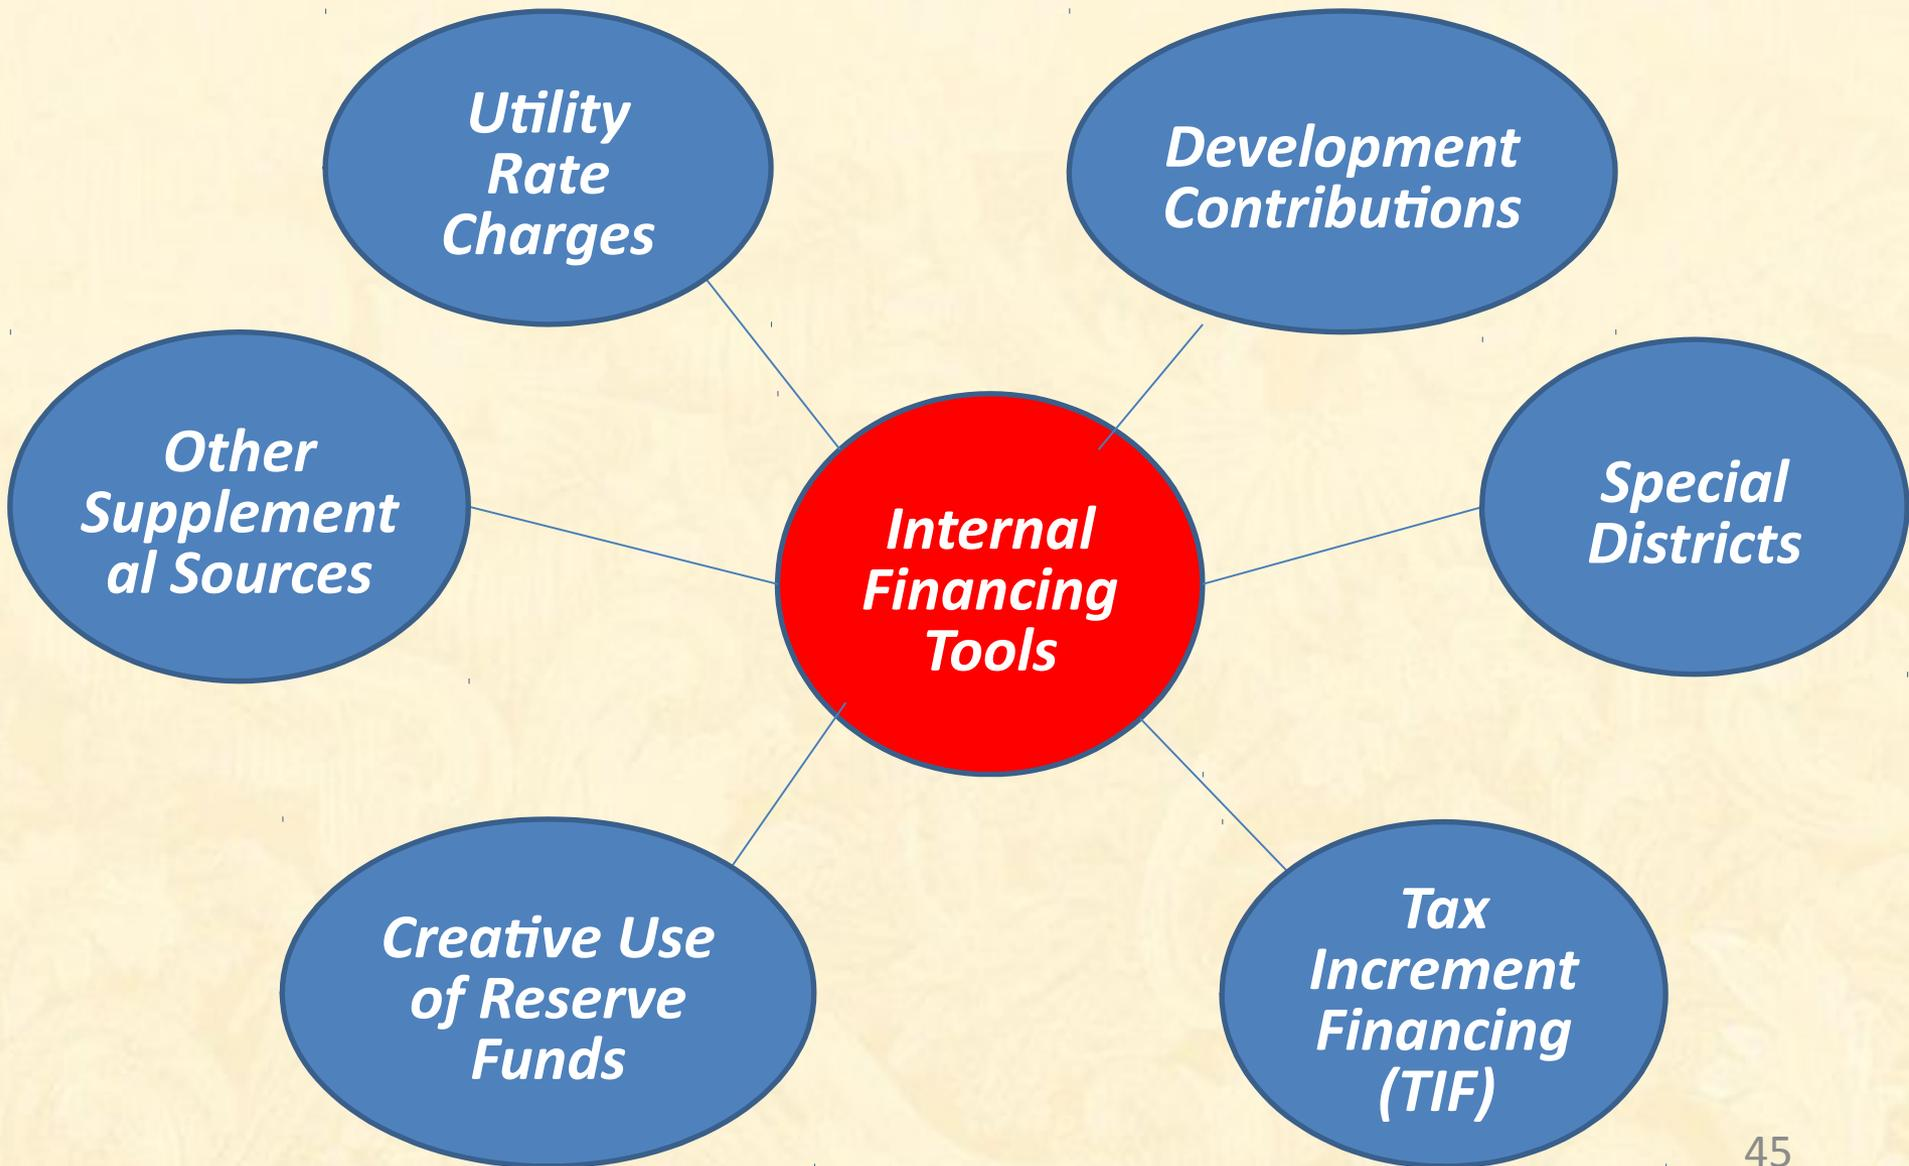 Utility
Rate
Charges
Development
Contributions
Other
Supplement
al Sources
Internal
Financing
Tools
Special
Districts
Creative Use
of Reserve
Funds
Tax
Increment
Financing
(TIF)
45